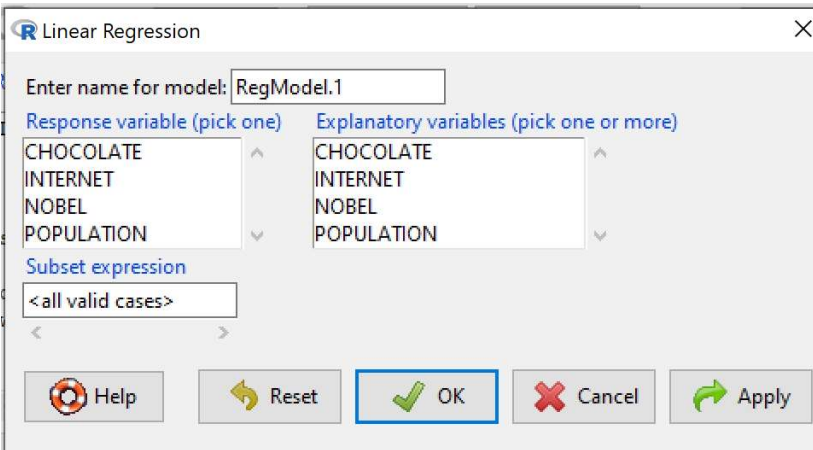 R Linear Regression
Enter name for model: RegModel.1
Response variable (pick one) Explanatory variables (pick one or more)
CHOCOLATE CHOCOLATE
INTERNET INTERNET
NOBEL NOBEL
POPULATION POPULATION
Subset expression
<all valid cases>
Help Reset OK Cancel Apply